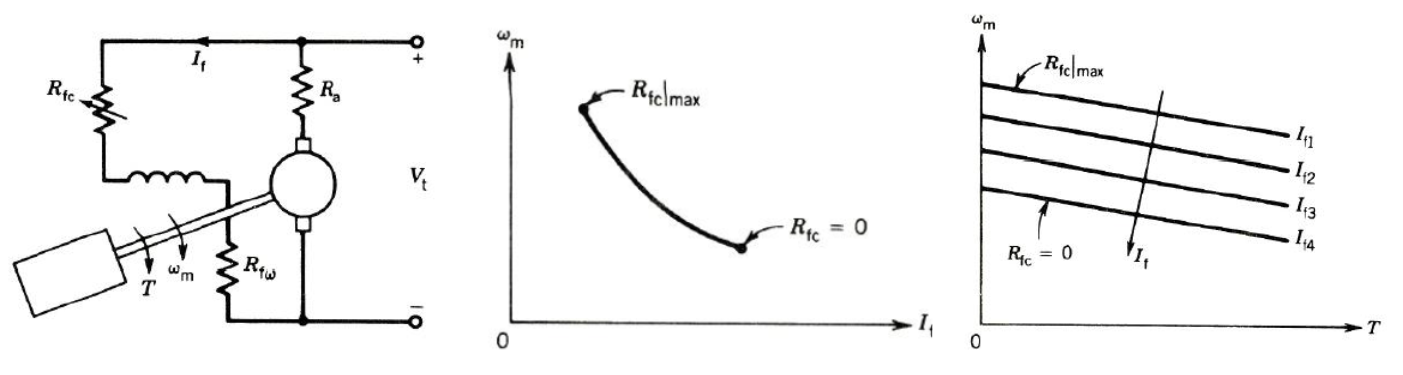 I_f
+
R_fc
R_a
V_t
T
ω_m
R_fω
−
ω_m
R_fc|max
R_fc = 0
0
I_f
ω_m
R_fc|max
I_f1
I_f2
I_f3
I_f4
R_fc = 0
I_f
0
T